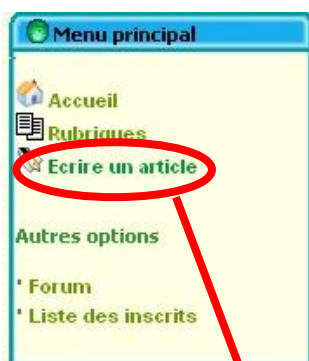 Menu principal
Accueil
Rubriques
Ecrire un article
Autres options
' Forum
' Liste des inscrits